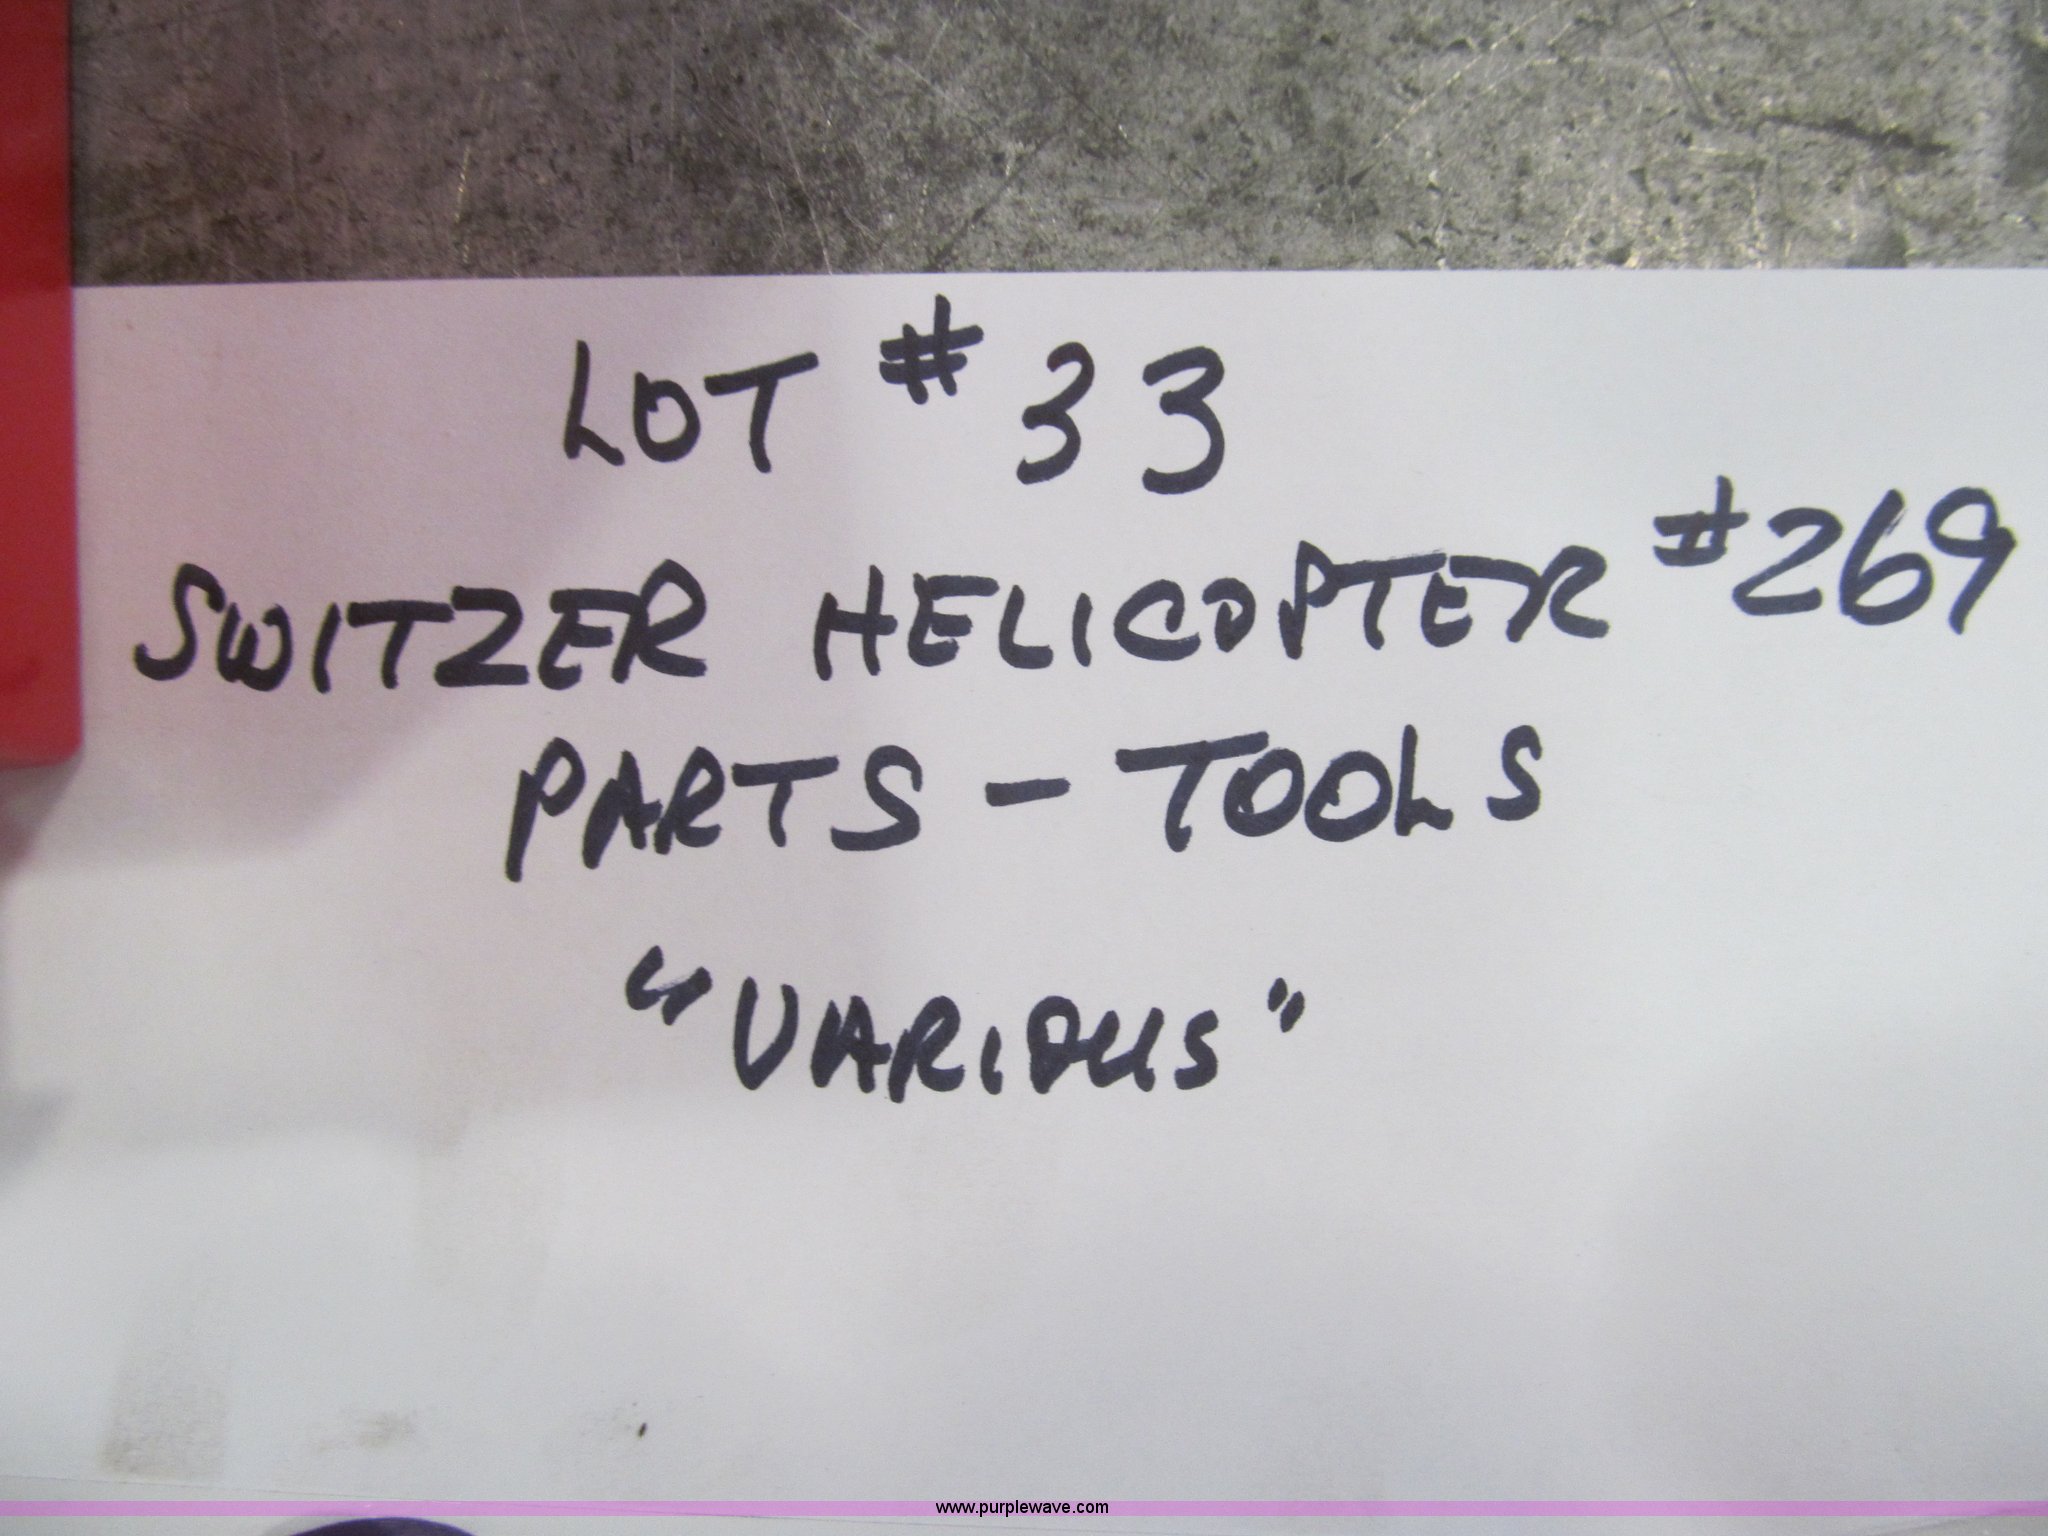 LOT # 33
SWITZER HELICOPTER #269
PARTS - TOOLS
"VARIOUS"
www.purplewave.com